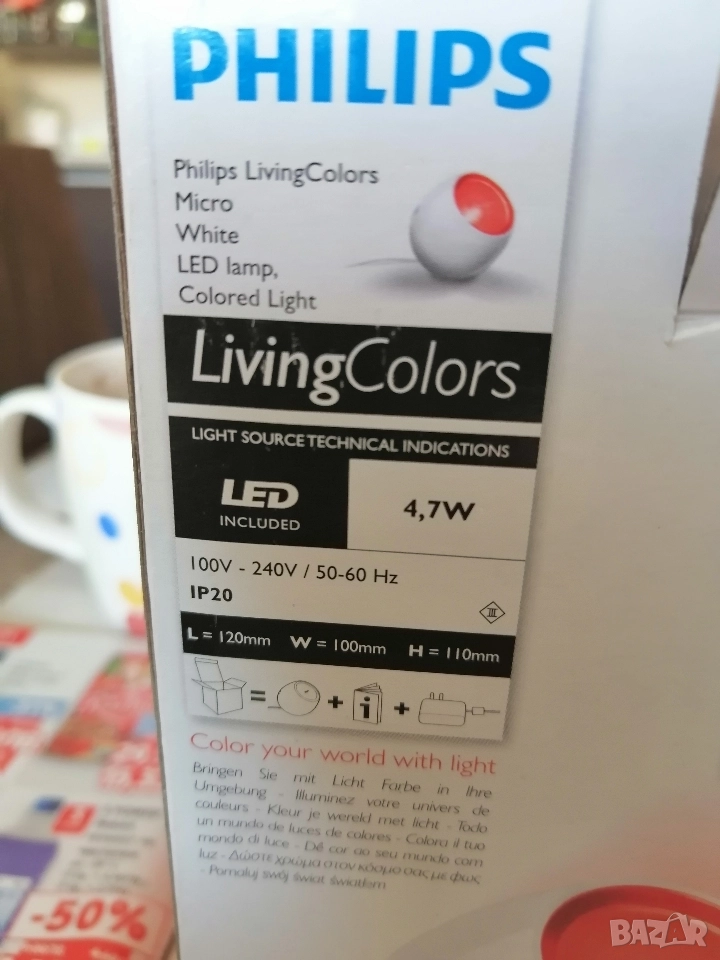 PHILIPS
Philips LivingColors
Micro
White
LED lamp,
Colored Light
LivingColors
LIGHT SOURCE TECHNICAL INDICATIONS
LED
INCLUDED
4,7W
100V - 240V / 50-60 Hz
IP20
III
L = 120mm W = 100mm H = 110mm
= + i +
Color your world with light
Bringen Sie mit Licht Farbe in Ihre
Umgebung - Illuminez votre univers de
couleurs - Kleur je wereld met licht - Todo
un mundo de luces de colores - Colora il tuo
mondo di luce - Dê cor ao seu mundo com
luz - Δώστε χρώμα στον κόσμο σας με φως
- Pomaluj swój świat światłem
-50%
BAZAR